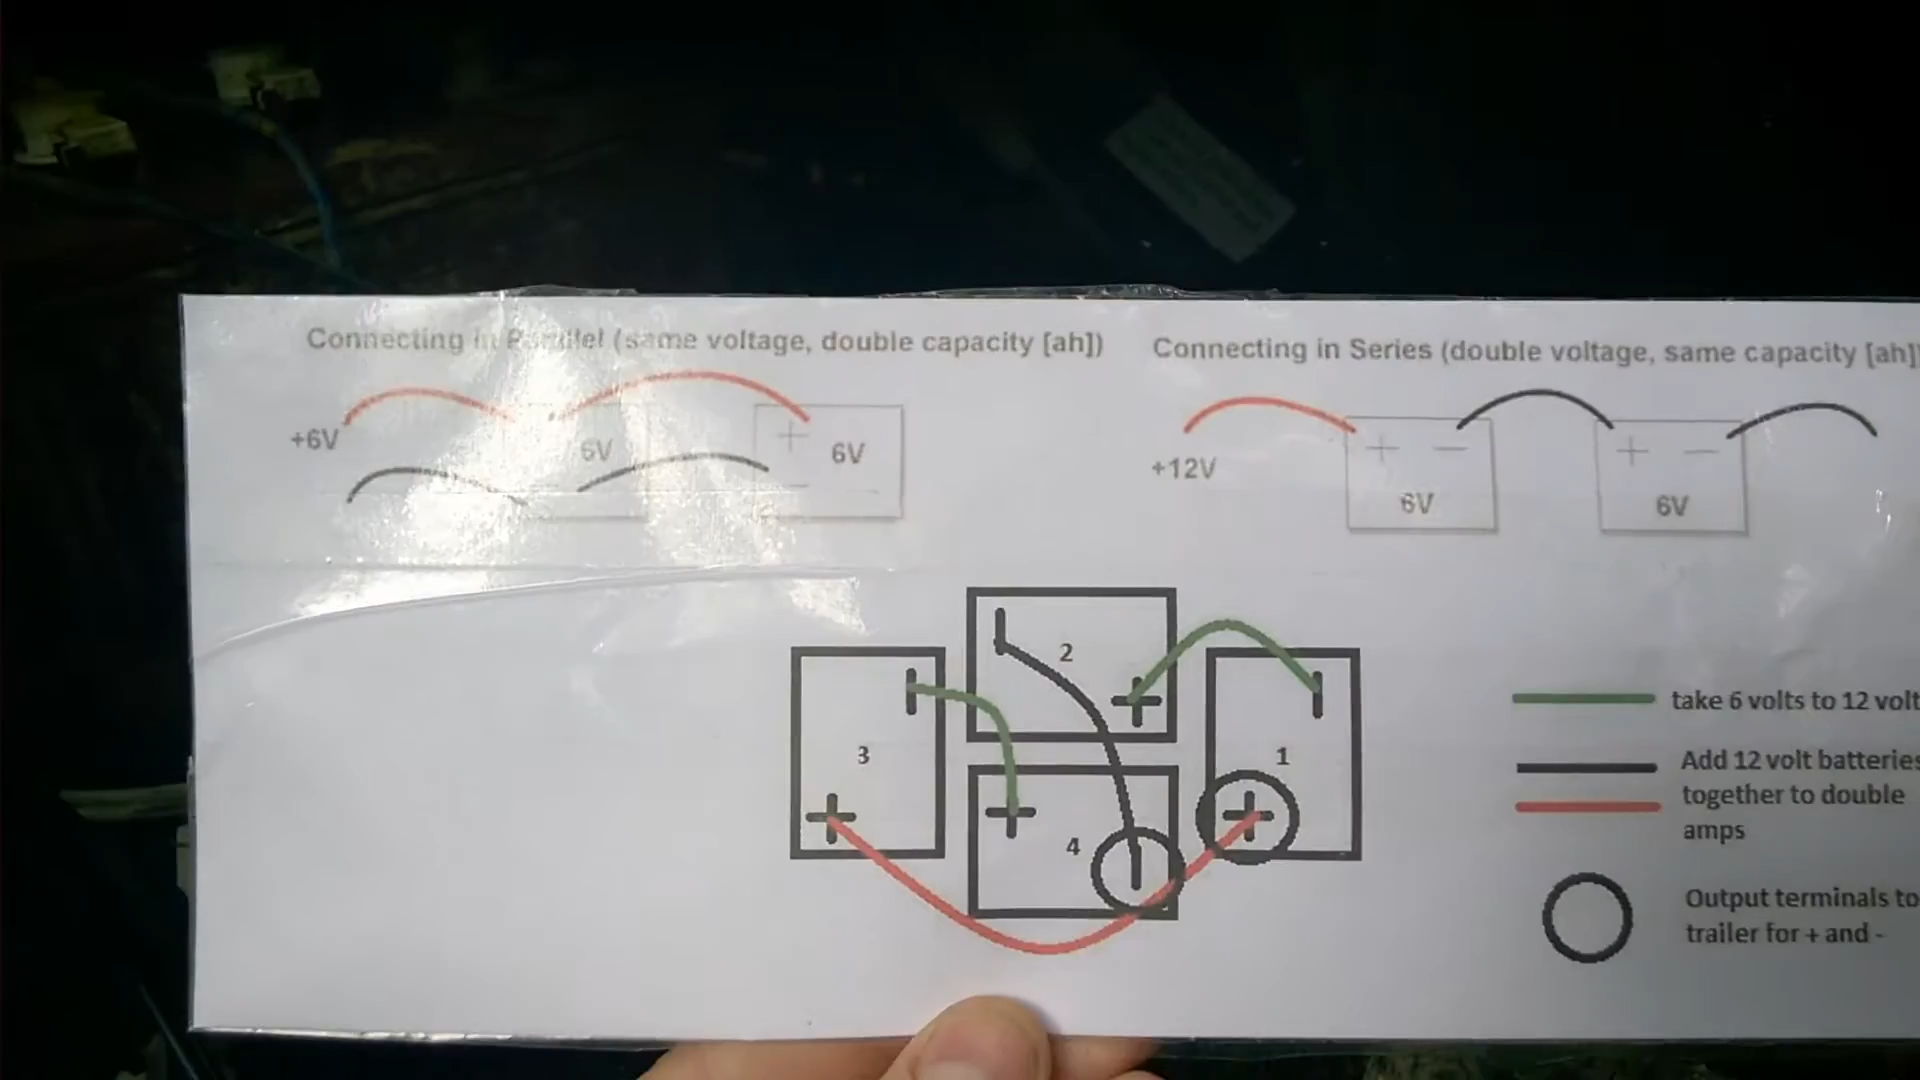 Connecting in Parallel (same voltage, double capacity [ah])
Connecting in Series (double voltage, same capacity [ah]
+6V
6V
+
6V
+12V
+ −
6V
+ −
6V
2
3
1
4
+
+
+
+
take 6 volts to 12 volt
Add 12 volt batteries
together to double
amps
Output terminals to
trailer for + and -